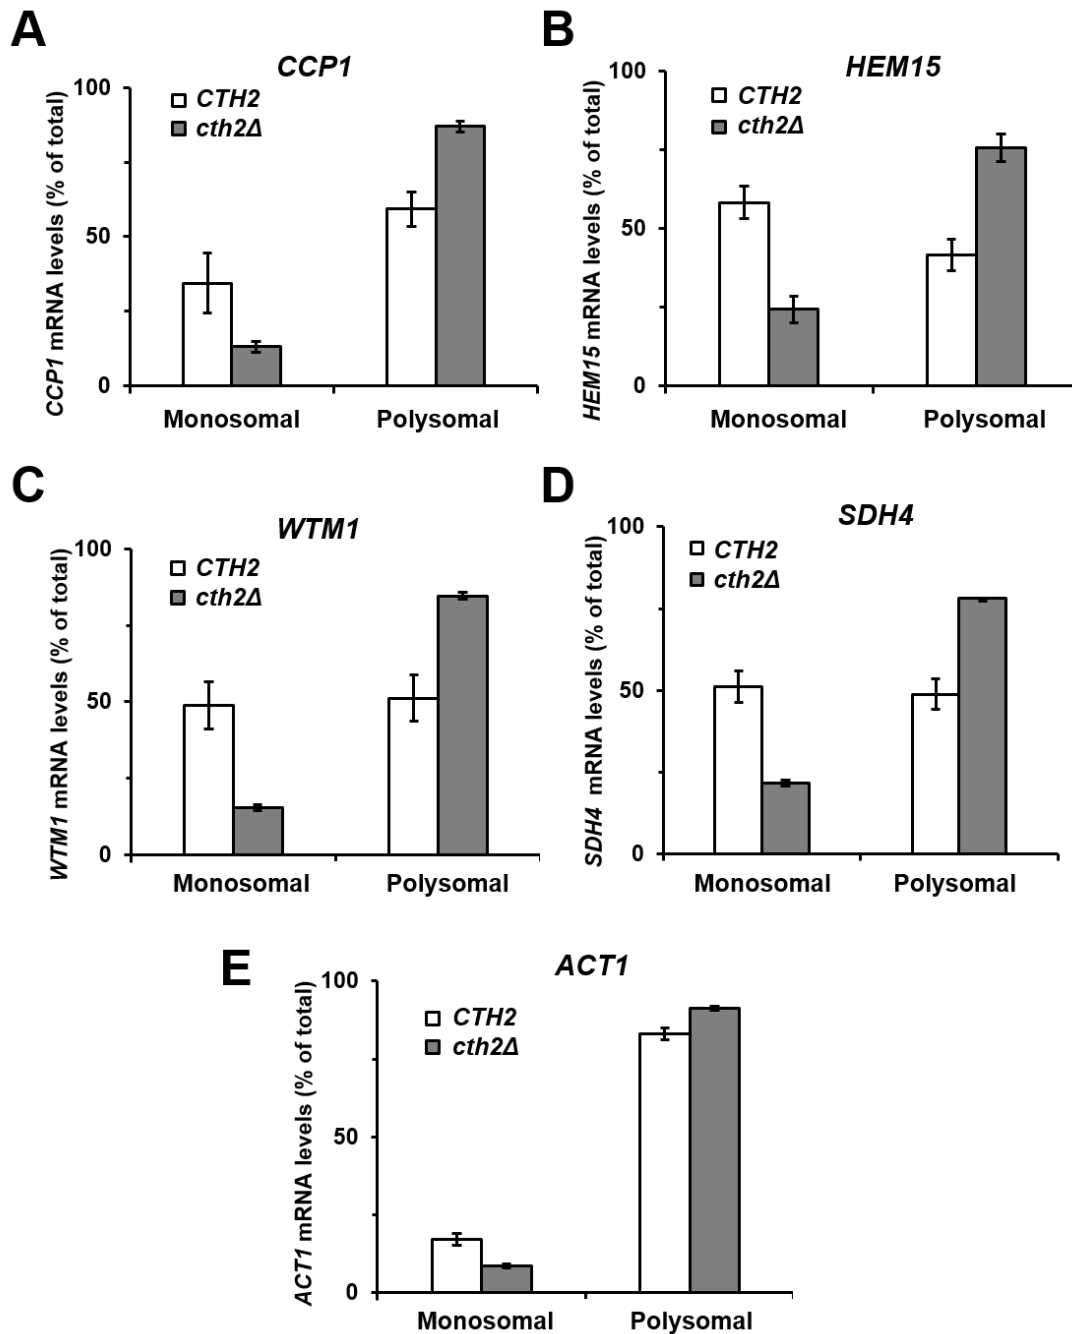 A
CCP1
CCP1 mRNA levels (% of total)
100
50
0
CTH2
cth2Δ
Monosomal
Polysomal
B
HEM15
HEM15 mRNA levels (% of total)
100
50
0
CTH2
cth2Δ
Monosomal
Polysomal
C
WTM1
WTM1 mRNA levels (% of total)
100
50
0
CTH2
cth2Δ
Monosomal
Polysomal
D
SDH4
SDH4 mRNA levels (% of total)
100
50
0
CTH2
cth2Δ
Monosomal
Polysomal
E
ACT1
ACT1 mRNA levels (% of total)
100
50
0
CTH2
cth2Δ
Monosomal
Polysomal